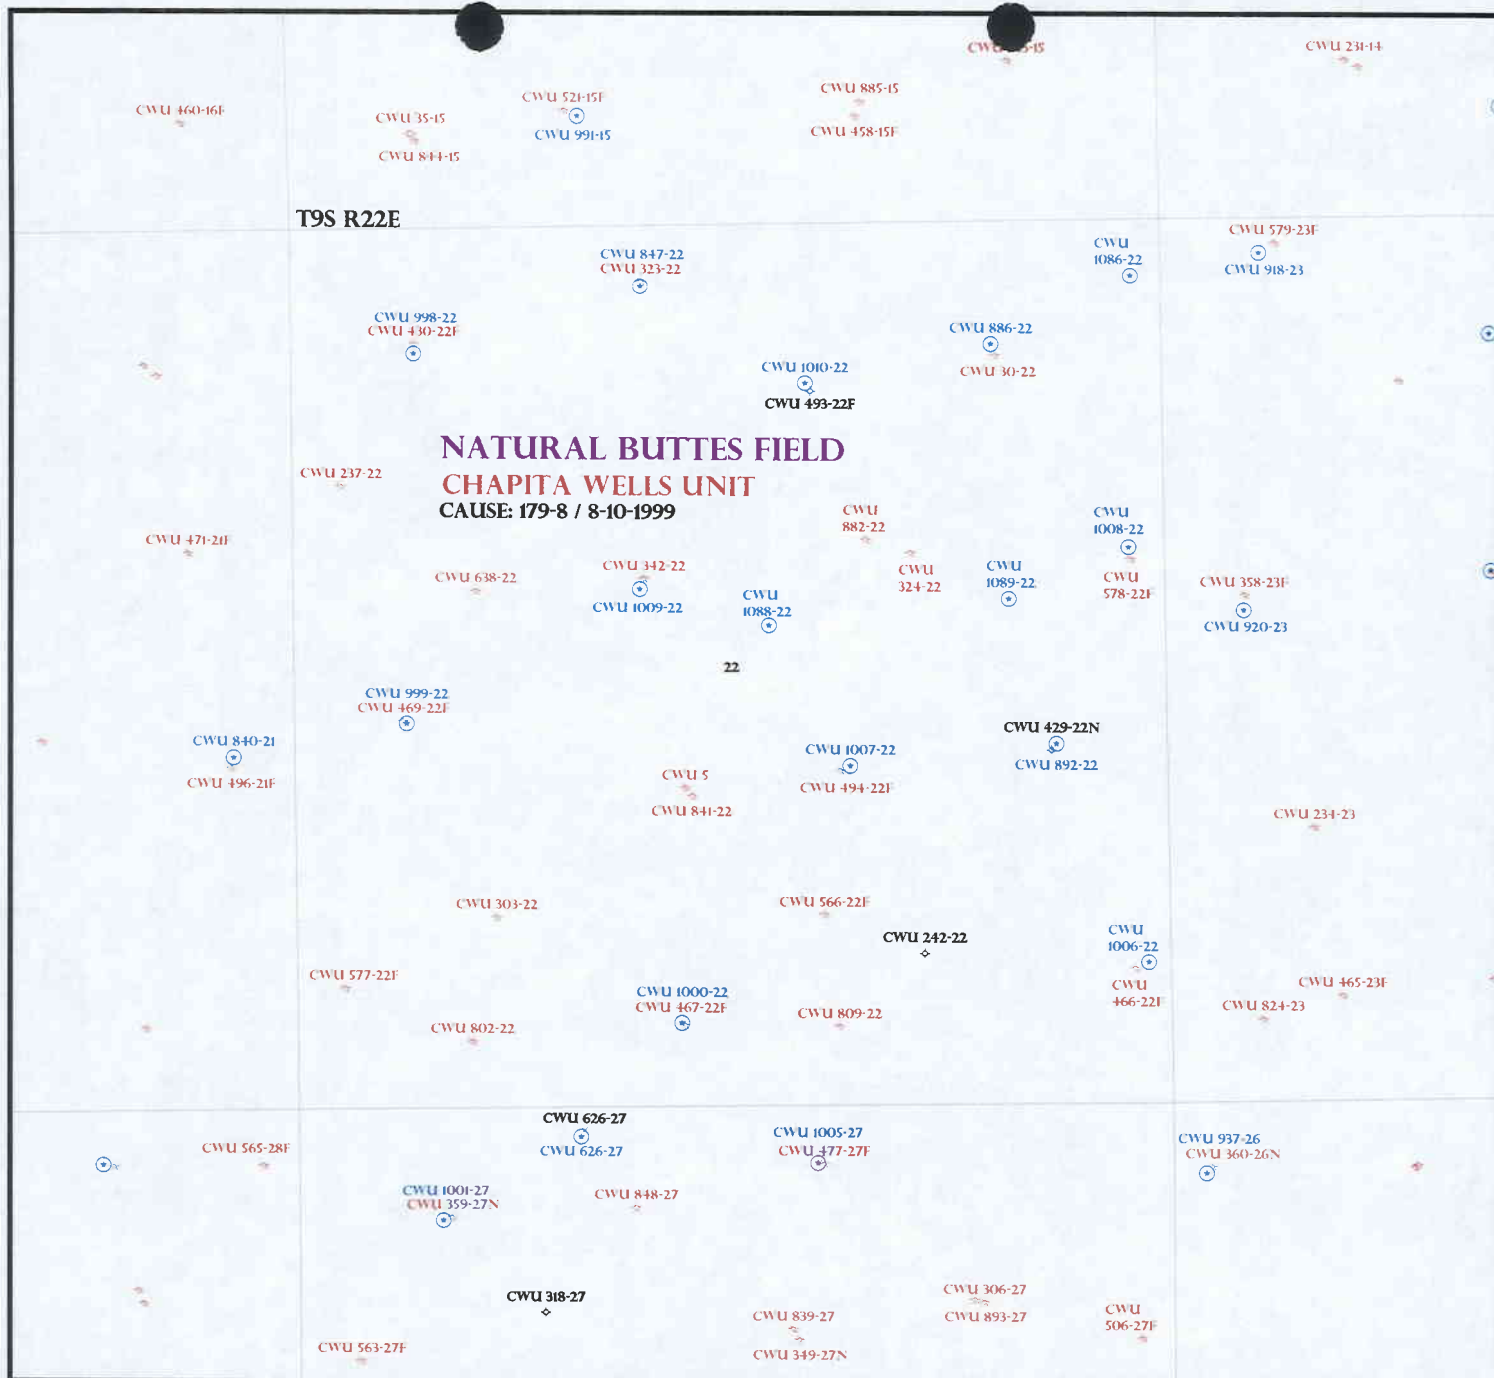 CWU 231-14
CWU 885-15
CWU 521-15F
CWU 460-16F
CWU 35-15
CWU 458-15F
CWU 991-15
CWU 844-15
T9S R22E
CWU 579-23F
CWU
1086-22
CWU 847-22
CWU 323-22
CWU 918-23
CWU 998-22
CWU 430-22F
CWU 886-22
CWU 1010-22
CWU 30-22
CWU 493-22F
NATURAL BUTTES FIELD
CWU 237-22
CHAPITA WELLS UNIT
CAUSE: 179-8 / 8-10-1999
CWU
882-22
CWU
1008-22
CWU 471-21F
CWU 638-22
CWU 342-22
CWU
324-22
CWU
1089-22
CWU
578-22F
CWU 358-23F
CWU 1009-22
CWU
1088-22
CWU 920-23
22
CWU 999-22
CWU 469-22F
CWU 429-22N
CWU 840-21
CWU 1007-22
CWU 892-22
CWU 496-21F
CWU 5
CWU 494-22F
CWU 841-22
CWU 234-23
CWU 303-22
CWU 566-22F
CWU 242-22
CWU
1006-22
CWU 577-22F
CWU 1000-22
CWU 467-22F
CWU
466-22F
CWU 465-23F
CWU 824-23
CWU 802-22
CWU 809-22
CWU 626-27
CWU 1005-27
CWU 937-26
CWU 565-28F
CWU 626-27
CWU 477-27F
CWU 360-26N
CWU 1001-27
CWU 359-27N
CWU 848-27
CWU 318-27
CWU 306-27
CWU 839-27
CWU 893-27
CWU
506-27F
CWU 563-27F
CWU 349-27N